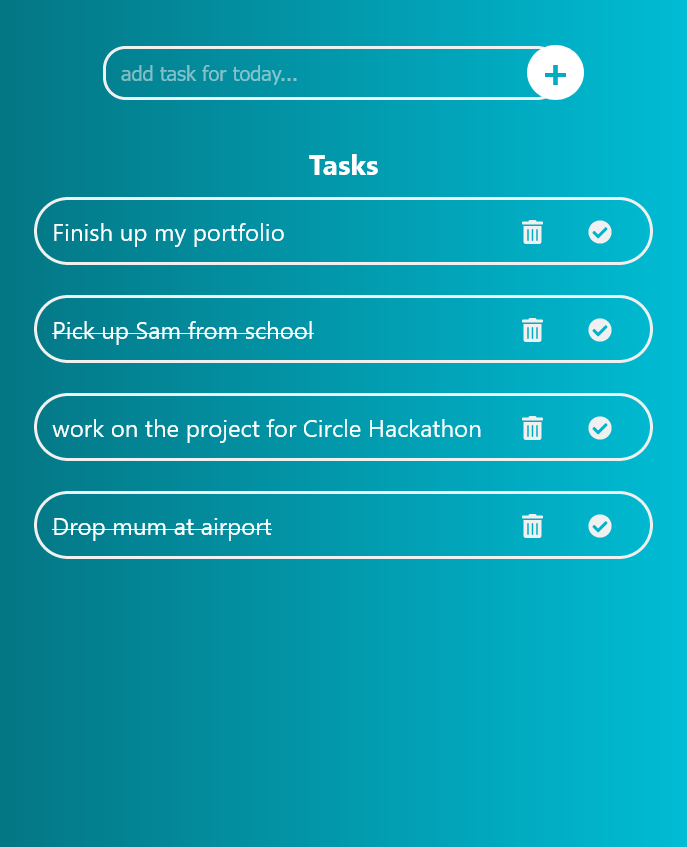 add task for today...
+
Tasks
Finish up my portfolio
Pick up Sam from school
work on the project for Circle Hackathon
Drop mum at airport